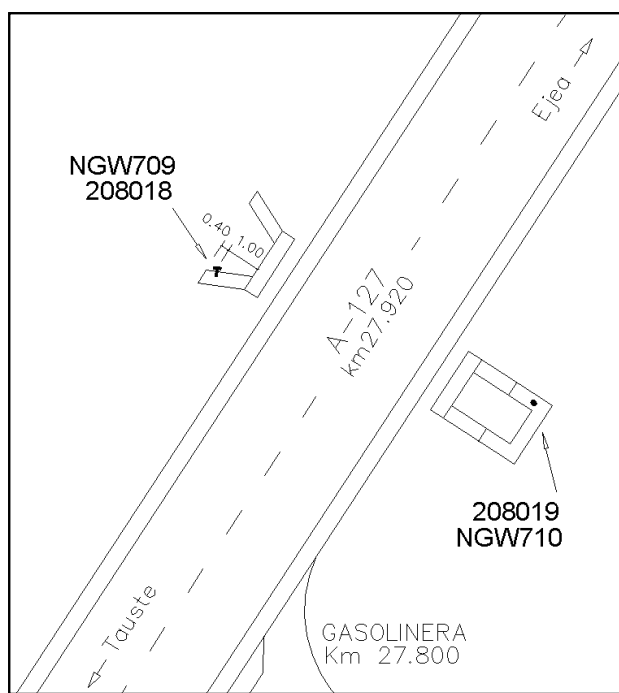 Ejea
NGW709
208018
0.40
1.00
A-127
km27.920
208019
NGW710
Tauste
GASOLINERA
Km 27.800